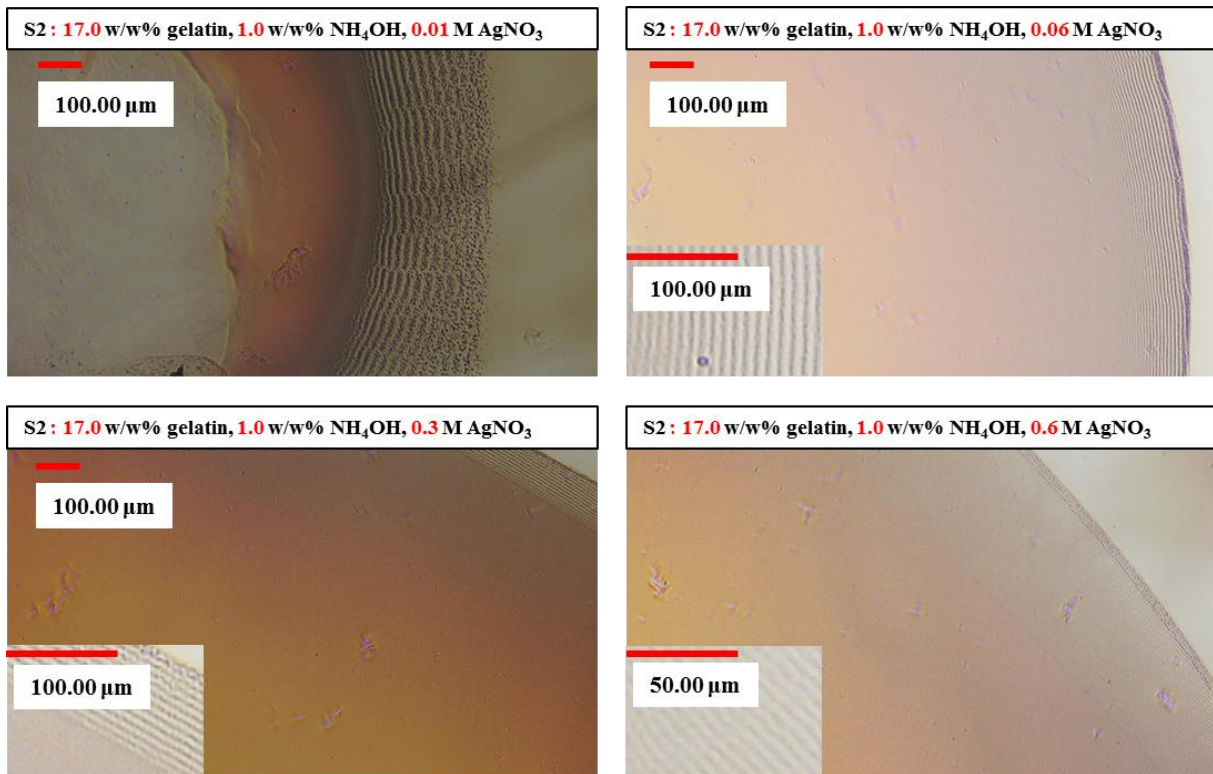 S2 : 17.0 w/w% gelatin, 1.0 w/w% NH₄OH, 0.01 M AgNO₃
100.00 µm
S2 : 17.0 w/w% gelatin, 1.0 w/w% NH₄OH, 0.06 M AgNO₃
100.00 µm
100.00 µm
S2 : 17.0 w/w% gelatin, 1.0 w/w% NH₄OH, 0.3 M AgNO₃
100.00 µm
100.00 µm
S2 : 17.0 w/w% gelatin, 1.0 w/w% NH₄OH, 0.6 M AgNO₃
50.00 µm